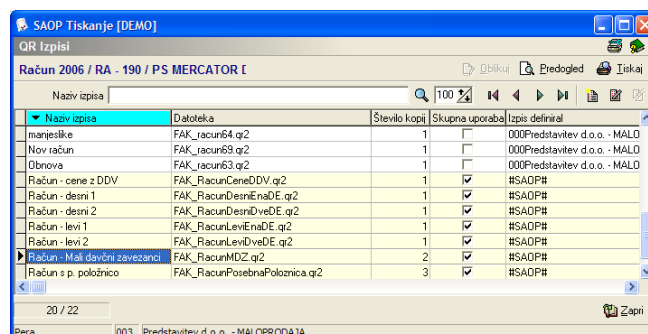 SAOP Tiskanje [DEMO]
QR Izpisi
Račun 2006 / RA - 190 / PS MERCATOR D
Oblikuj Predogled Tiskaj
Naziv izpisa 100
Naziv izpisa Datoteka Število kopij Skupna uporaba Izpis definiral
manjeslike FAK_racun64.qr2 1 000Predstavitev d.o.o. - MALO
Nov račun FAK_racun69.qr2 1 000Predstavitev d.o.o. - MALO
Obnova FAK_racun63.qr2 1 000Predstavitev d.o.o. - MALO
Račun - cene z DDV FAK_RacunCeneDDV.qr2 1 #SAOP#
Račun - desni 1 FAK_RacunDesniEnaDE.qr2 1 #SAOP#
Račun - desni 2 FAK_RacunDesniDveDE.qr2 1 #SAOP#
Račun - levi 1 FAK_RacunLeviEnaDE.qr2 1 #SAOP#
Račun - levi 2 FAK_RacunLeviDveDE.qr2 1 #SAOP#
Račun - Mali davčni zavezanci FAK_RacunMDZ.qr2 2 #SAOP#
Račun s p. položnico FAK_RacunPosebnaPoloznica.qr2 3 #SAOP#
20 / 22 Zapri
Pera 003 Predstavitev d.o.o. - MALOPRODAJA